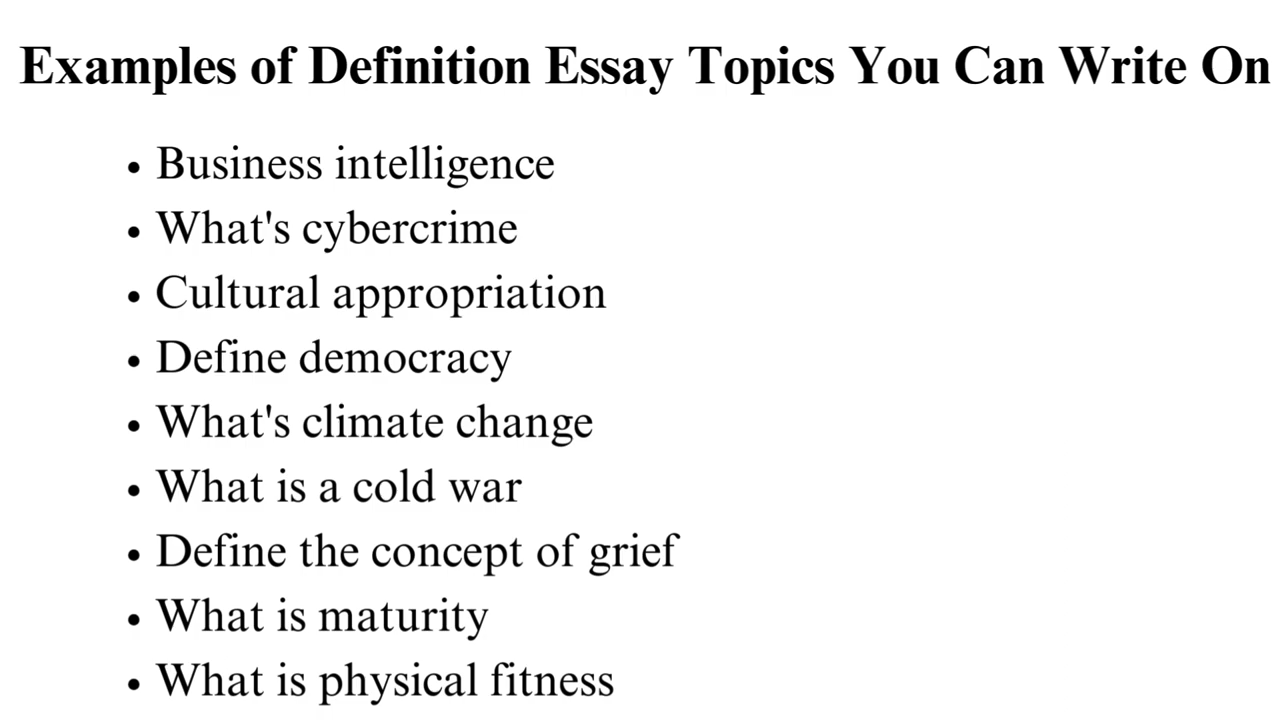 Examples of Definition Essay Topics You Can Write On
• Business intelligence
• What's cybercrime
• Cultural appropriation
• Define democracy
• What's climate change
• What is a cold war
• Define the concept of grief
• What is maturity
• What is physical fitness